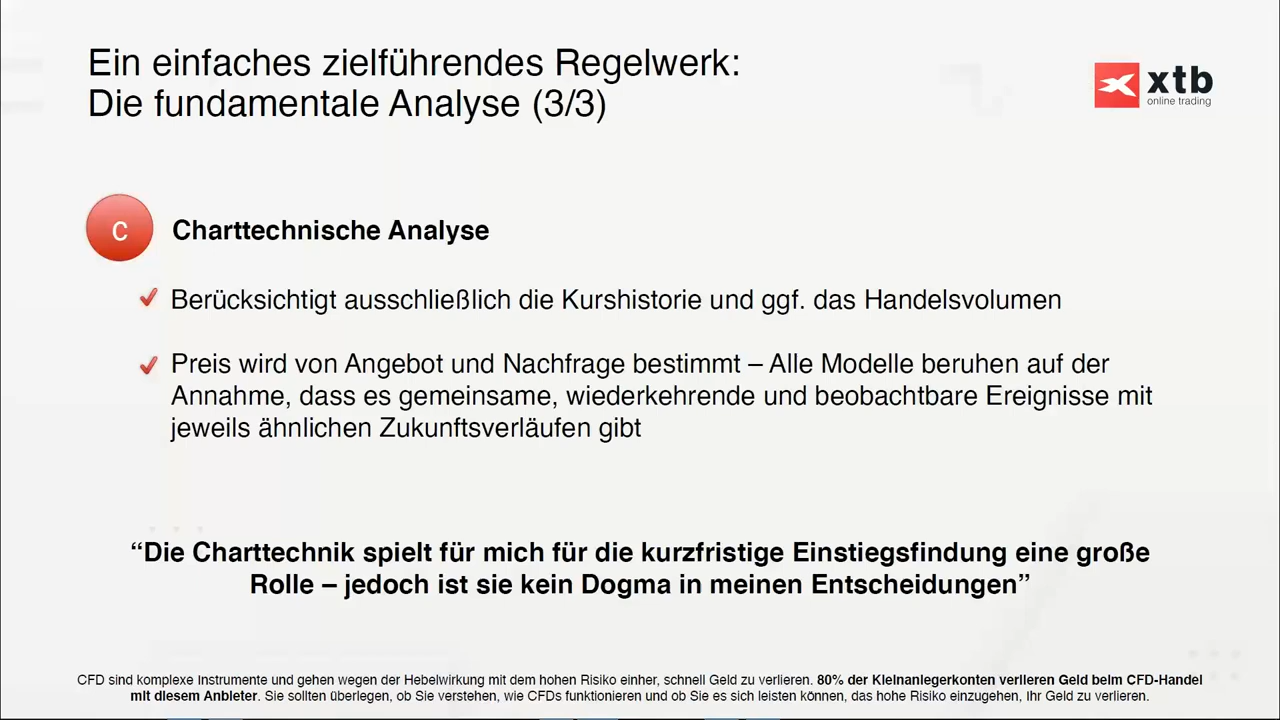 Ein einfaches zielführendes Regelwerk:
Die fundamentale Analyse (3/3)
xtb
online trading
C
Charttechnische Analyse
Berücksichtigt ausschließlich die Kurshistorie und ggf. das Handelsvolumen
Preis wird von Angebot und Nachfrage bestimmt – Alle Modelle beruhen auf der
Annahme, dass es gemeinsame, wiederkehrende und beobachtbare Ereignisse mit
jeweils ähnlichen Zukunftsverläufen gibt
“Die Charttechnik spielt für mich für die kurzfristige Einstiegsfindung eine große
Rolle – jedoch ist sie kein Dogma in meinen Entscheidungen”
CFD sind komplexe Instrumente und gehen wegen der Hebelwirkung mit dem hohen Risiko einher, schnell Geld zu verlieren. 80% der Kleinanlegerkonten verlieren Geld beim CFD-Handel
mit diesem Anbieter. Sie sollten überlegen, ob Sie verstehen, wie CFDs funktionieren und ob Sie es sich leisten können, das hohe Risiko einzugehen, Ihr Geld zu verlieren.